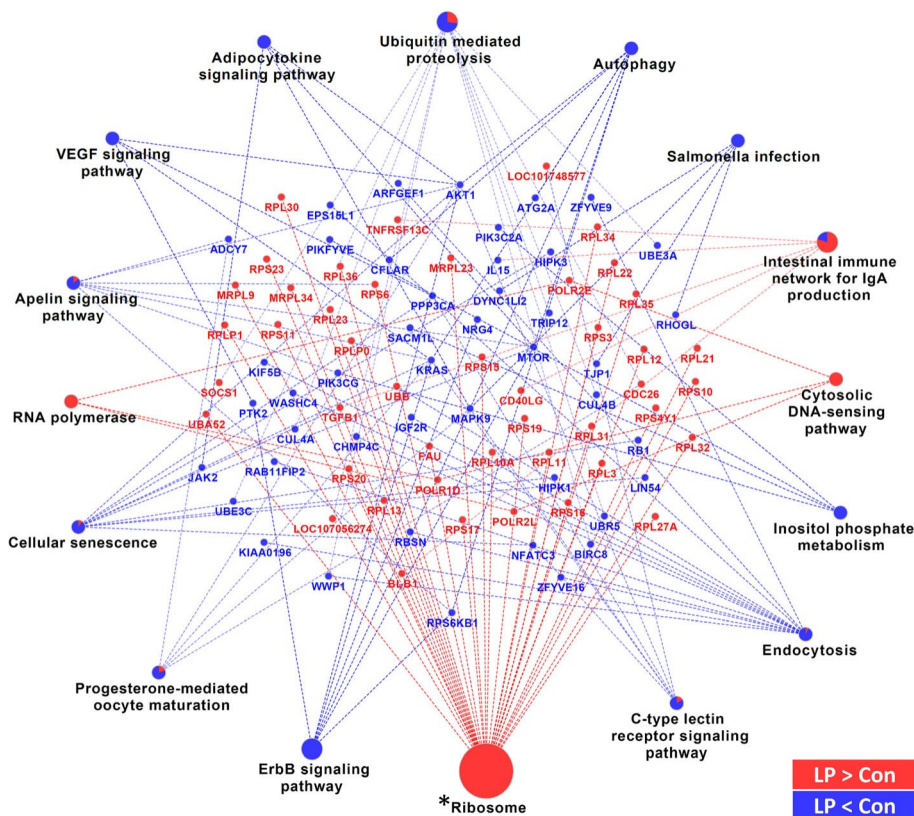 Ubiquitin mediated
proteolysis
Adipocytokine
signaling pathway
Autophagy
VEGF signaling
pathway
Salmonella infection
LOC101748577
ARFGEF1
AKT1
RPL30
EPS15L1
ATG2A
ZFYVE9
TNFRSF13C
PIK3C2A
RPL34
ADCY7
PIKFYVE
UBE3A
HIPK3
Intestinal immune
network for IgA
production
RPS23
RPL36
CFLAR
MRPL23
IL15
RPL22
Apelin signaling
pathway
MRPL9
MRPL34
RPS6
PPP3CA
DYNC1LI2
POLR2E
RPL35
RPLP1
RPS11
RPL23
SACM1L
NRG4
TRIP12
RPS3
RHOGL
RPLP0
KRAS
RPS15
MTOR
TJP1
RPL12
RPL21
KIF5B
PIK3CG
SOCS1
WASHC4
UBB
CD40LG
CUL4B
CDC26
RPS10
Cytosolic
DNA-sensing
pathway
RNA polymerase
UBA52
PTK2
TGFB1
IGF2R
MAPK9
RPS19
RPS4Y1
CUL4A
CHMP4C
FAU
RPL31
RB1
RPL32
JAK2
RAB11FIP2
RPS20
RPL10A
RPL11
RPL3
POLR1D
HIPK1
LIN54
UBE3C
RPL13
Cellular senescence
LOC107056274
RPS17
POLR2L
RPS16
UBR5
RPL27A
Inositol phosphate
metabolism
KIAA0196
RBSN
NFATC3
BIRC8
WWP1
BLB1
ZFYVE16
RPS6KB1
Endocytosis
Progesterone-mediated
oocyte maturation
C-type lectin
receptor signaling
pathway
ErbB signaling
pathway
*Ribosome
LP > Con
LP < Con